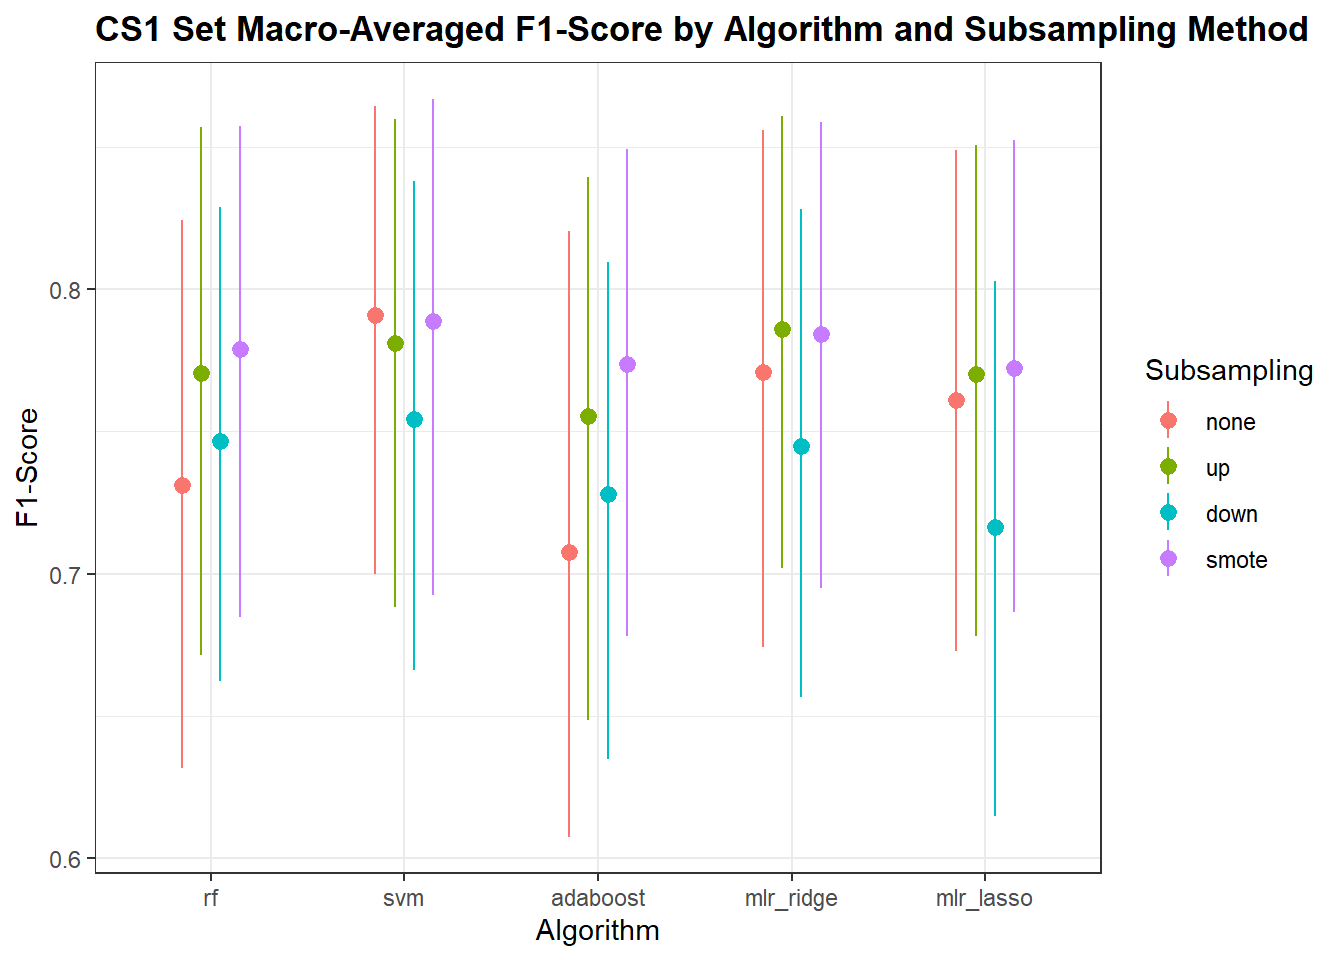 CS1 Set Macro-Averaged F1-Score by Algorithm and Subsampling Method
F1-Score
0.8
0.7
0.6
rf
svm
adaboost
mlr_ridge
mlr_lasso
Algorithm
Subsampling
none
up
down
smote